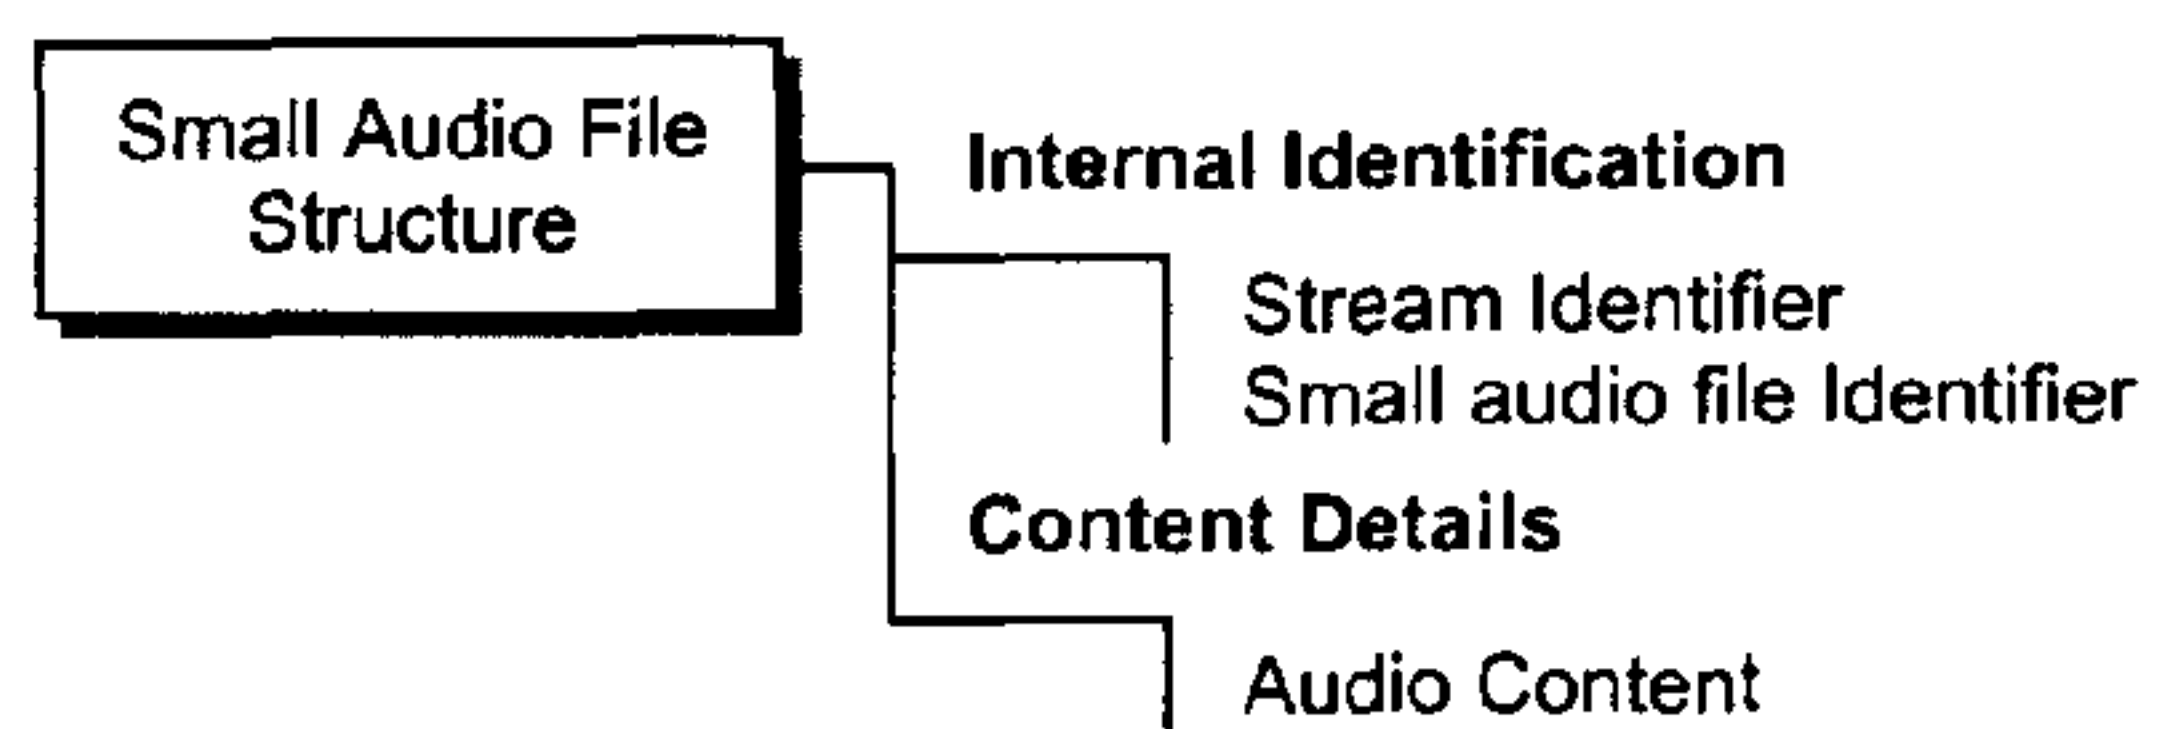 Small Audio File
Structure
Internal Identification
Stream Identifier
Small audio file Identifier
Content Details
Audio Content